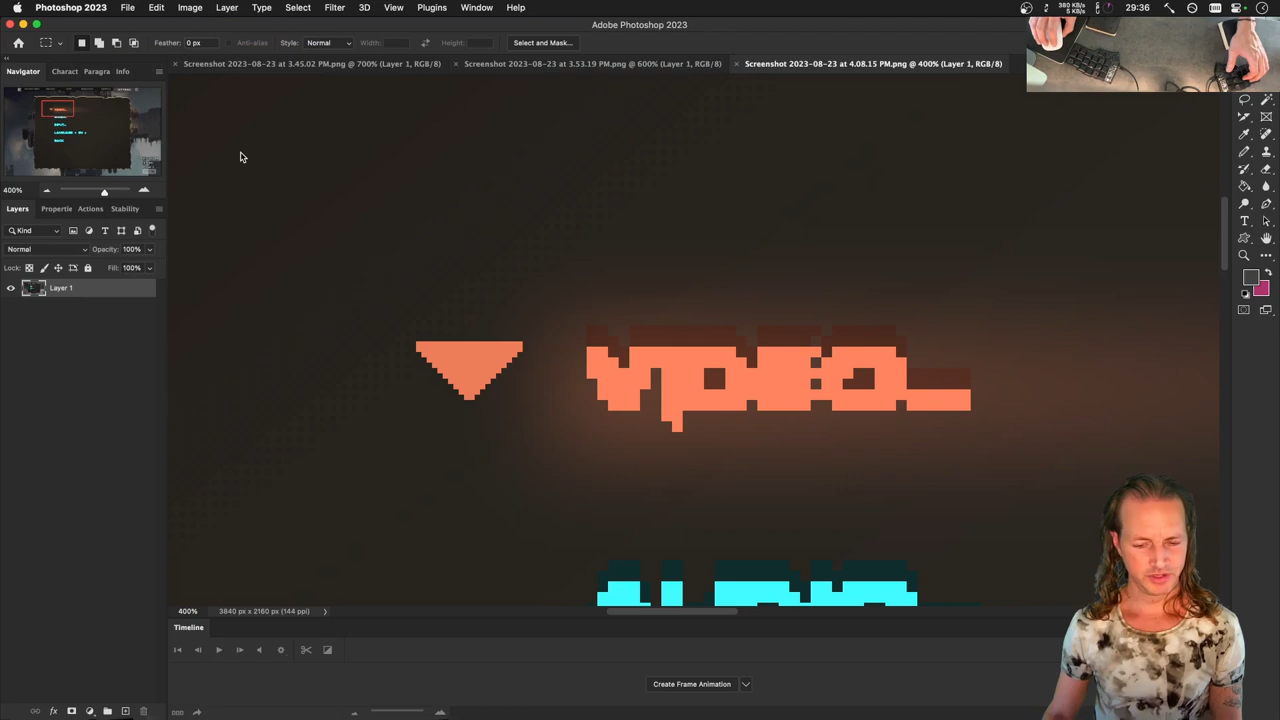 Photoshop 2023 File Edit Image Layer Type Select Filter 3D View Plugins Window Help 380 KB/s 5 KB/s 29:36
Adobe Photoshop 2023
Feather: 0 px Anti-alias Style: Normal Width: Height: Select and Mask...
Navigator Charact Paragra Info
Screenshot 2023-08-23 at 3.45.02 PM.png @ 700% (Layer 1, RGB/8) Screenshot 2023-08-23 at 3.53.19 PM.png @ 600% (Layer 1, RGB/8) Screenshot 2023-08-23 at 4.08.15 PM.png @ 400% (Layer 1, RGB/8)
400%
Layers Propertie Actions Stability
Kind
Normal Opacity: 100%
Lock: Fill: 100%
Layer 1
400% 3840 px x 2160 px (144 ppi)
Timeline
Create Frame Animation